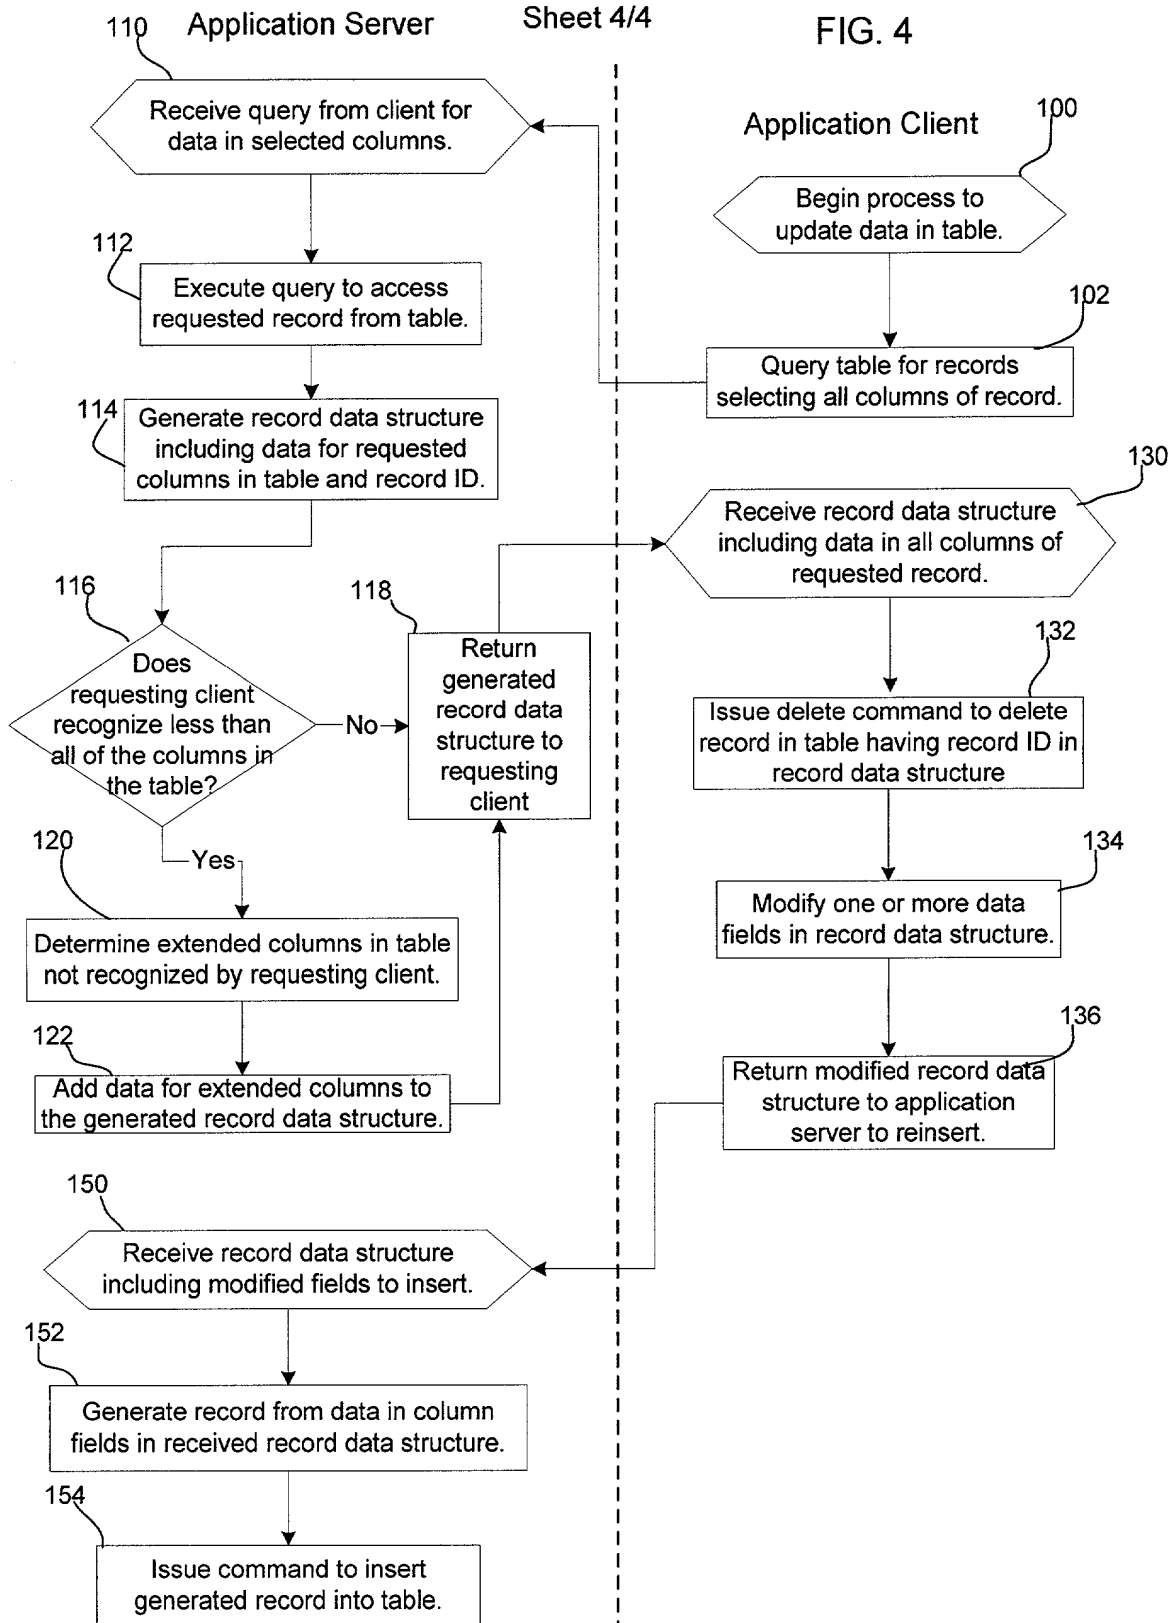 Application Server
Sheet 4/4
FIG. 4
110
Receive query from client for
data in selected columns.
112
Execute query to access
requested record from table.
114
Generate record data structure
including data for requested
columns in table and record ID.
116
Does
requesting client
recognize less than
all of the columns in
the table?
No
118
Return
generated
record data
structure to
requesting
client
Yes
120
Determine extended columns in table
not recognized by requesting client.
122
Add data for extended columns to
the generated record data structure.
150
Receive record data structure
including modified fields to insert.
152
Generate record from data in column
fields in received record data structure.
154
Issue command to insert
generated record into table.
Application Client
100
Begin process to
update data in table.
102
Query table for records
selecting all columns of record.
130
Receive record data structure
including data in all columns of
requested record.
132
Issue delete command to delete
record in table having record ID in
record data structure
134
Modify one or more data
fields in record data structure.
136
Return modified record data
structure to application
server to reinsert.